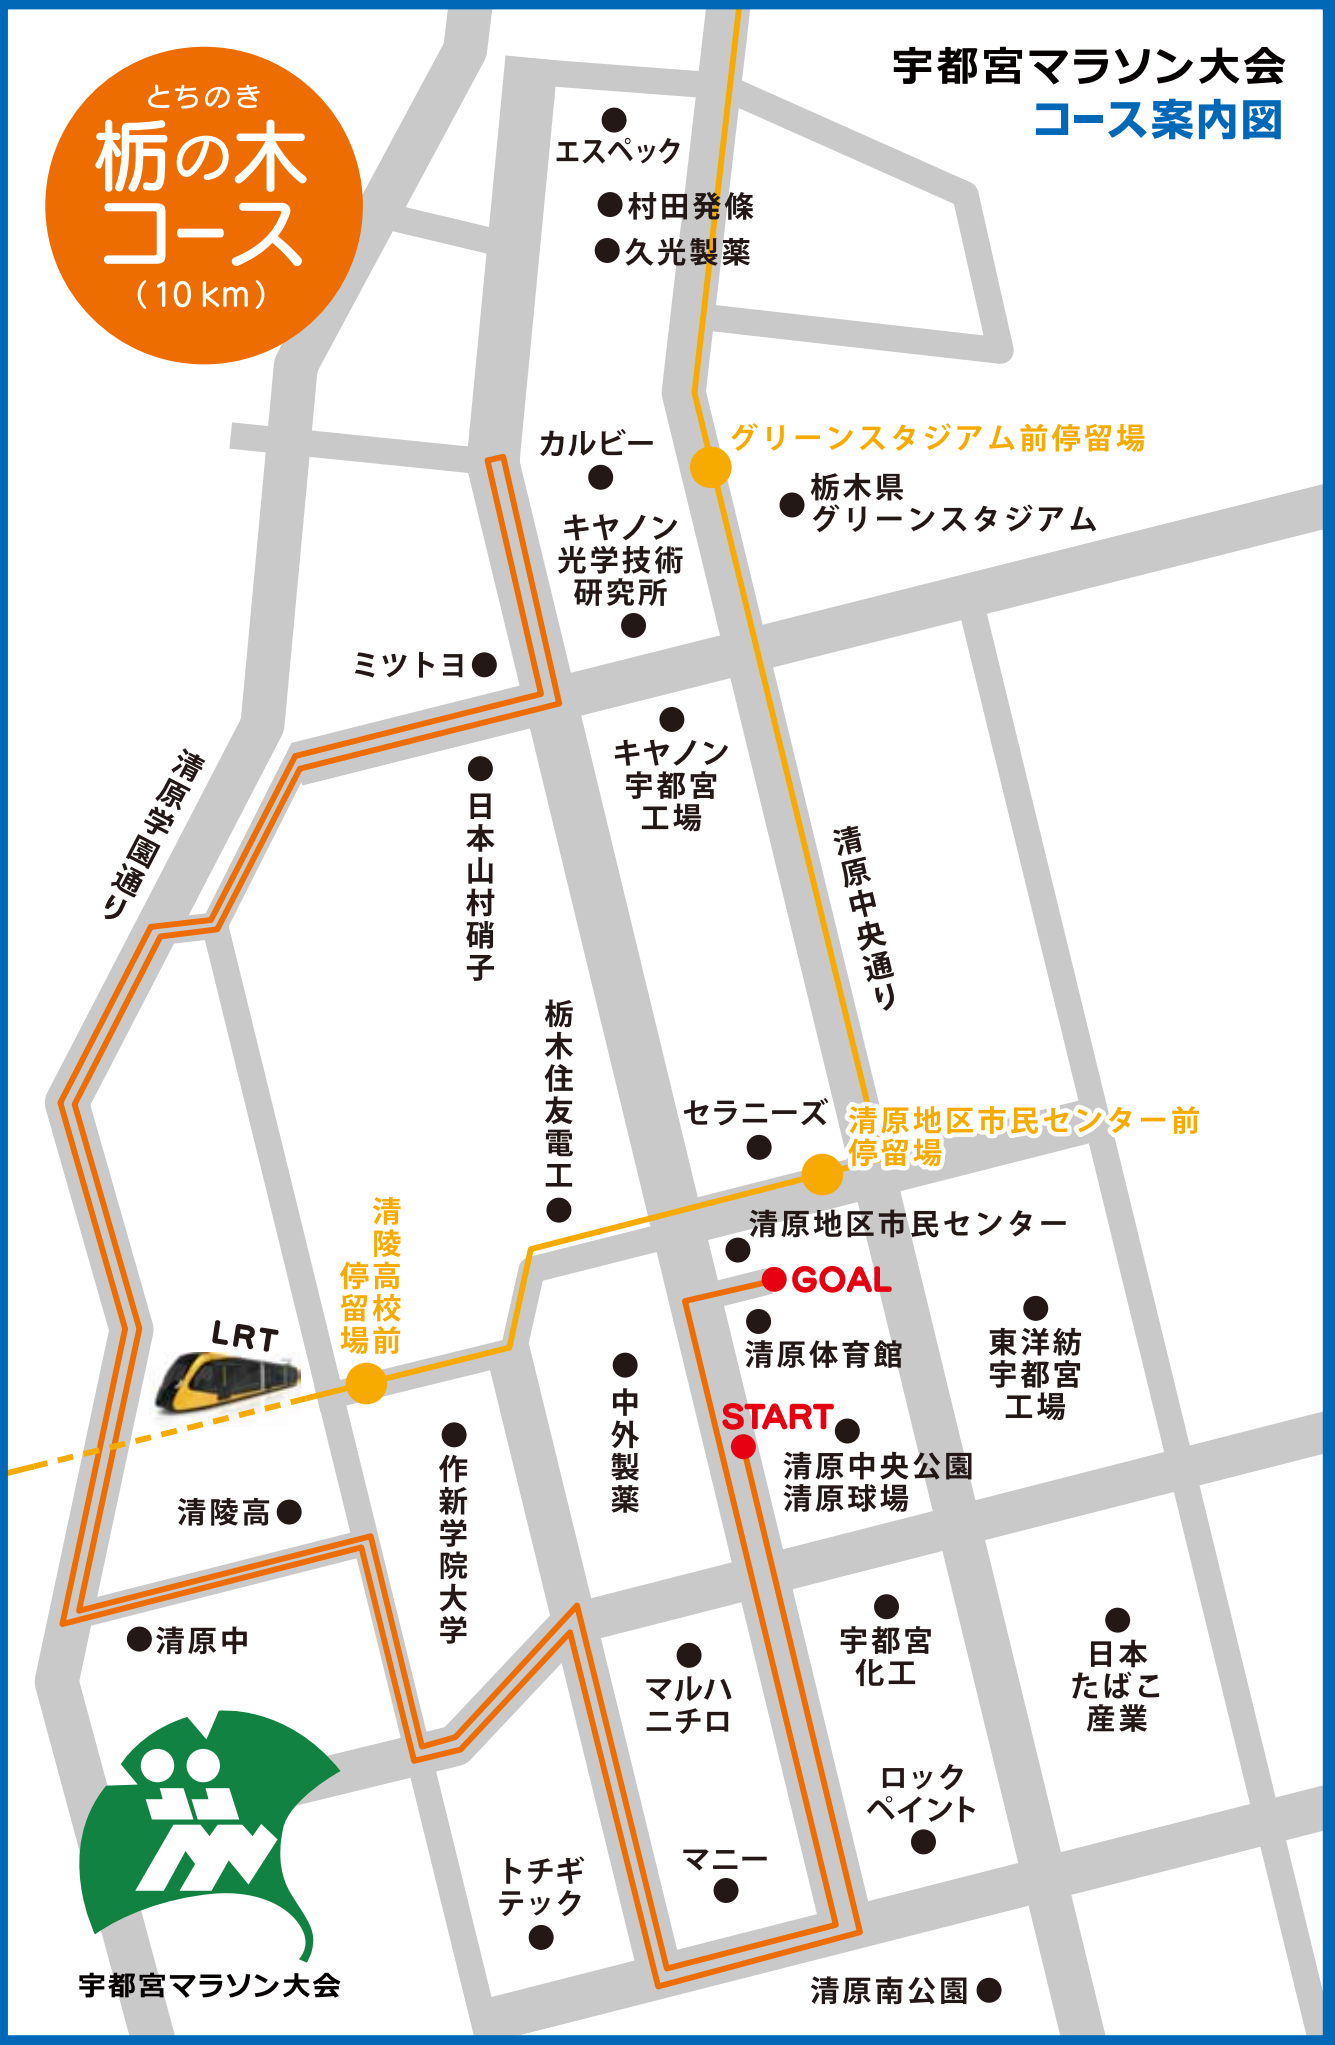 宇都宮マラソン大会
コース案内図
とちのき
栃の木
コース
(10km)
エスペック
村田発條
久光製薬
グリーンスタジアム前停留場
カルビー
栃木県
グリーンスタジアム
キヤノン
光学技術
研究所
ミツトヨ
キヤノン
宇都宮
工場
清原学園通り
日本山村硝子
清原中央通り
栃木住友電工
セラニーズ
清原地区市民センター前
停留場
清陵高校前
停留場
清原地区市民センター
GOAL
LRT
清原体育館
東洋紡
宇都宮
工場
中外製薬
START
作新学院大学
清原中央公園
清原球場
清陵高
清原中
宇都宮
化工
日本
たばこ
産業
マルハ
ニチロ
ロック
ペイント
トチギ
テック
マニー
宇都宮マラソン大会
清原南公園